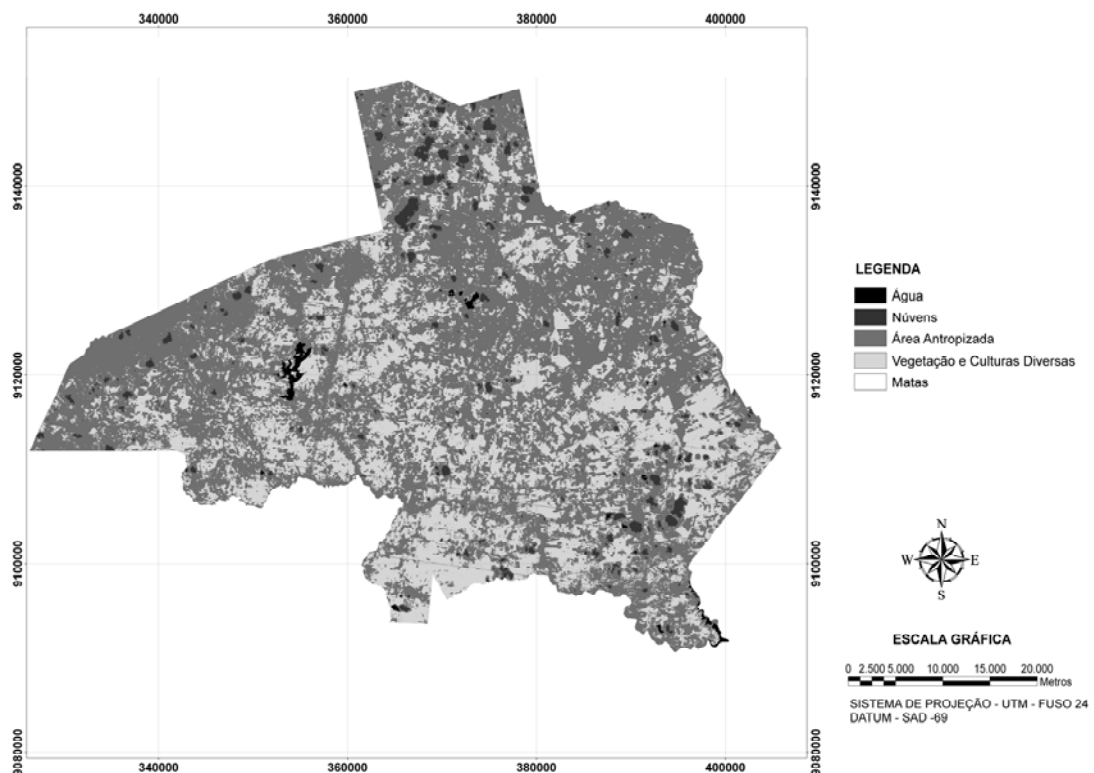 340000 360000 380000 400000
9140000 9140000
9120000 9120000
9100000 9100000
9080000 9080000
340000 360000 380000 400000
LEGENDA
Água
Núvens
Área Antropizada
Vegetação e Culturas Diversas
Matas
N
W E
S
ESCALA GRÁFICA
0 2.500 5.000 10.000 15.000 20.000
Metros
SISTEMA DE PROJEÇÃO - UTM - FUSO 24
DATUM - SAD -69